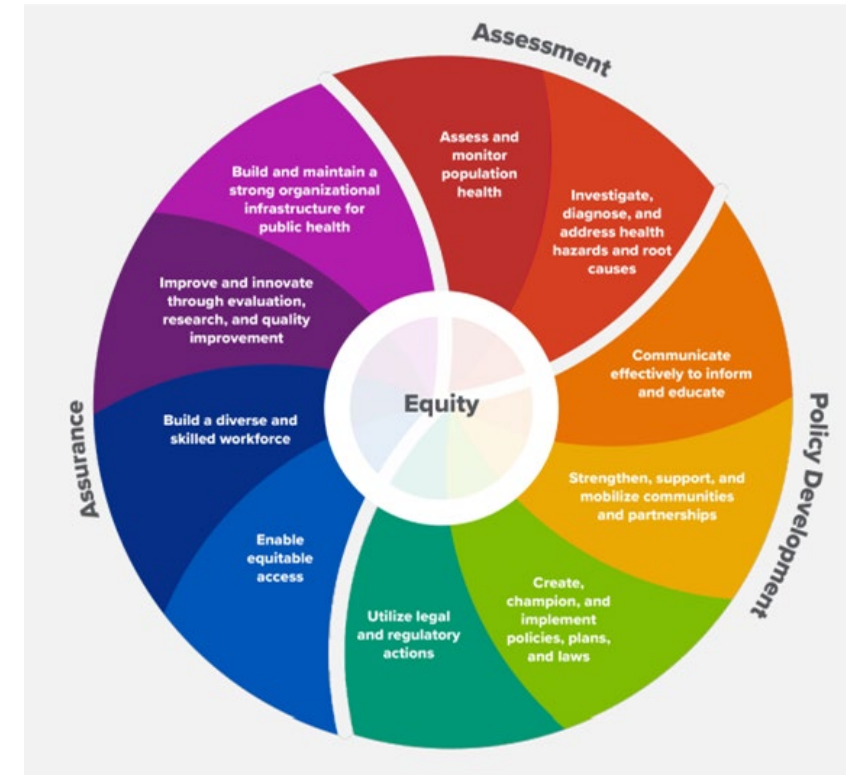 Assessment
Assess and
monitor
population
health
Investigate,
diagnose, and
address health
hazards and root
causes
Policy Development
Communicate
effectively to inform
and educate
Strengthen, support, and
mobilize communities
and partnerships
Create,
champion, and
implement
policies, plans,
and laws
Utilize legal
and regulatory
actions
Assurance
Enable
equitable
access
Build a diverse and
skilled workforce
Improve and innovate
through evaluation,
research, and quality
improvement
Build and maintain a
strong organizational
infrastructure for
public health
Equity